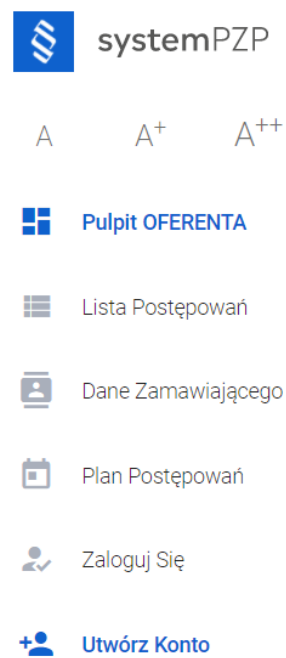 § systemPZP
A A⁺ A⁺⁺
Pulpit OFERENTA
Lista Postępowań
Dane Zamawiającego
Plan Postępowań
Zaloguj Się
Utwórz Konto